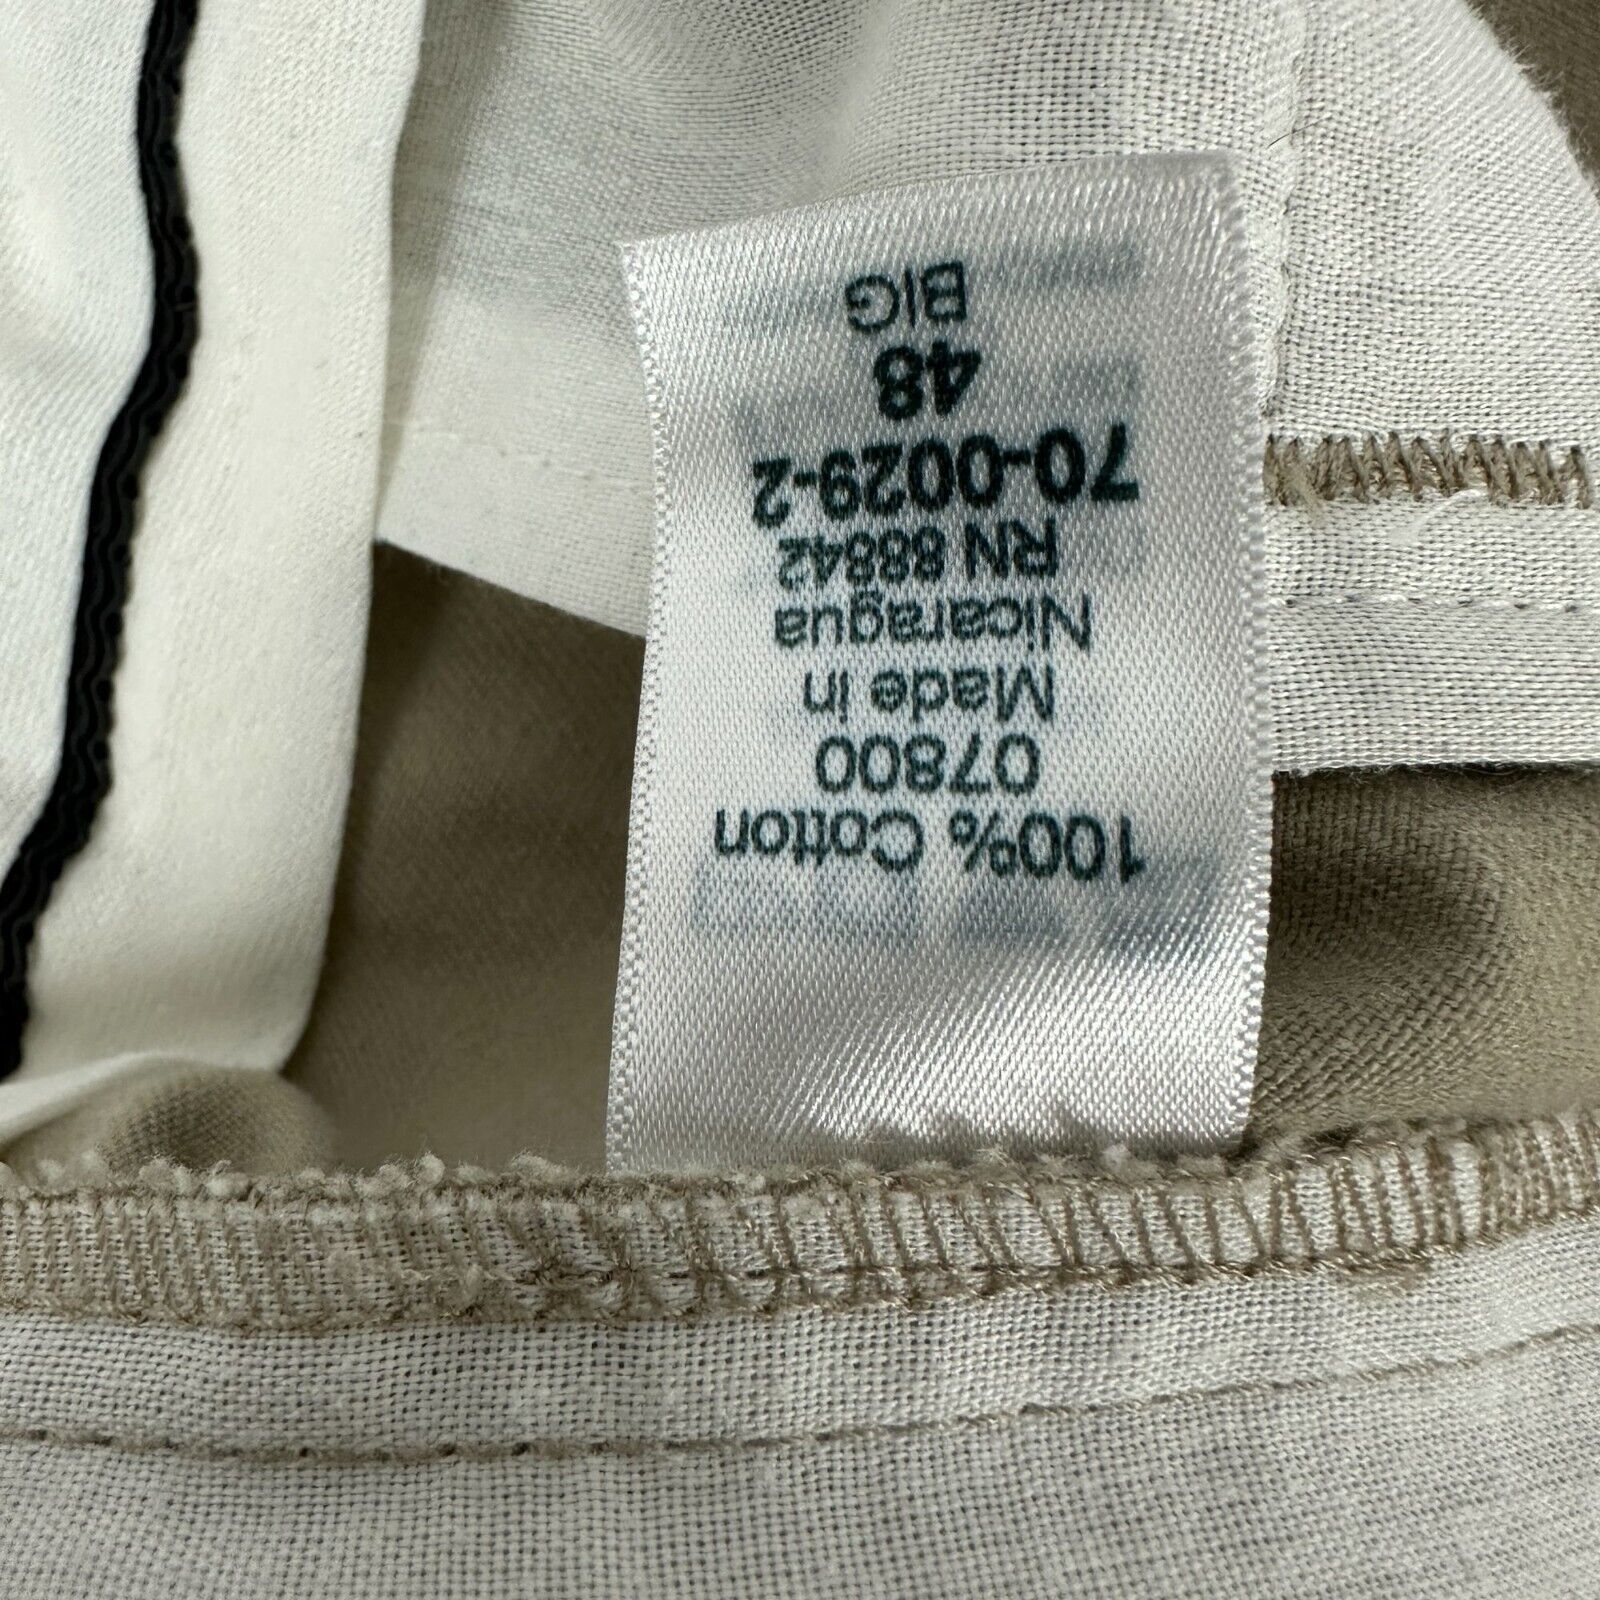 100% Cotton
07800
Made in
Nicaragua
RN 88842
70-0029-2
48
BIG